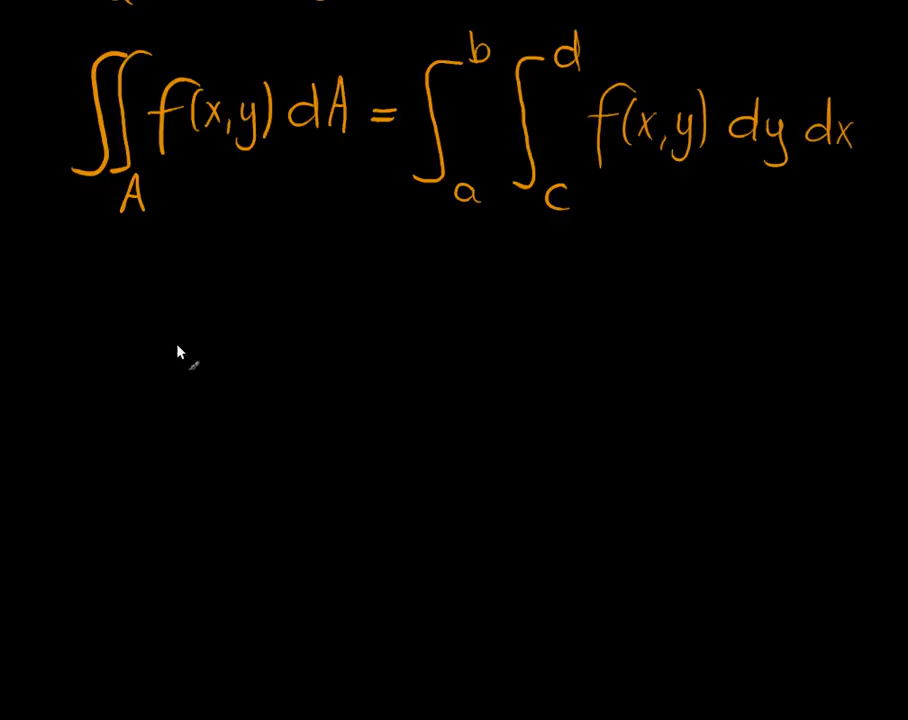 ∬_A f(x,y) dA = ∫_a^b ∫_c^d f(x,y) dy dx